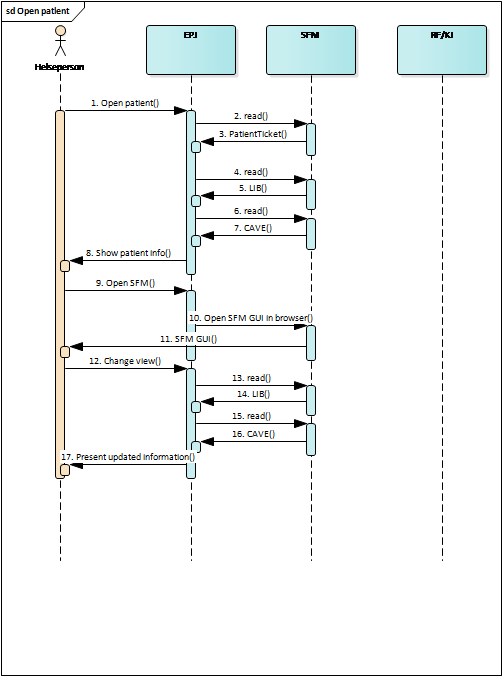 sd Open patient
Helseperson
EPJ
SFM
RF/KJ
1. Open patient()
2. read()
3. PatientTicket()
4. read()
5. LIB()
6. read()
7. CAVE()
8. Show patient info()
9. Open SFM()
10. Open SFM GUI in browser()
11. SFM GUI()
12. Change view()
13. read()
14. LIB()
15. read()
16. CAVE()
17. Present updated information()